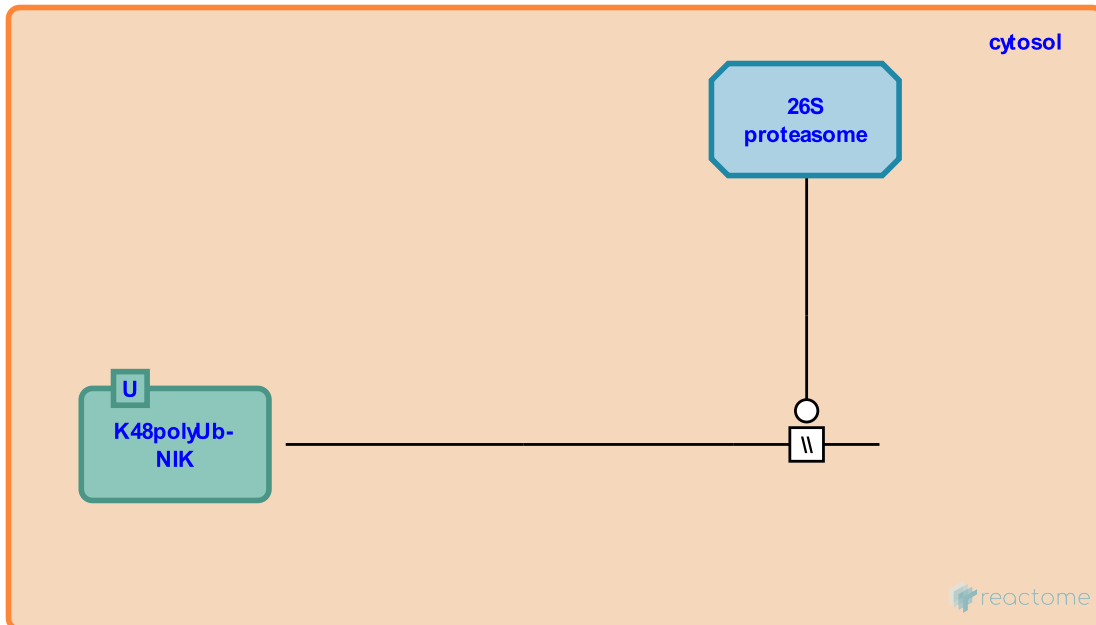 cytosol
26S
proteasome
U
K48polyUb-
NIK
\\
reactome